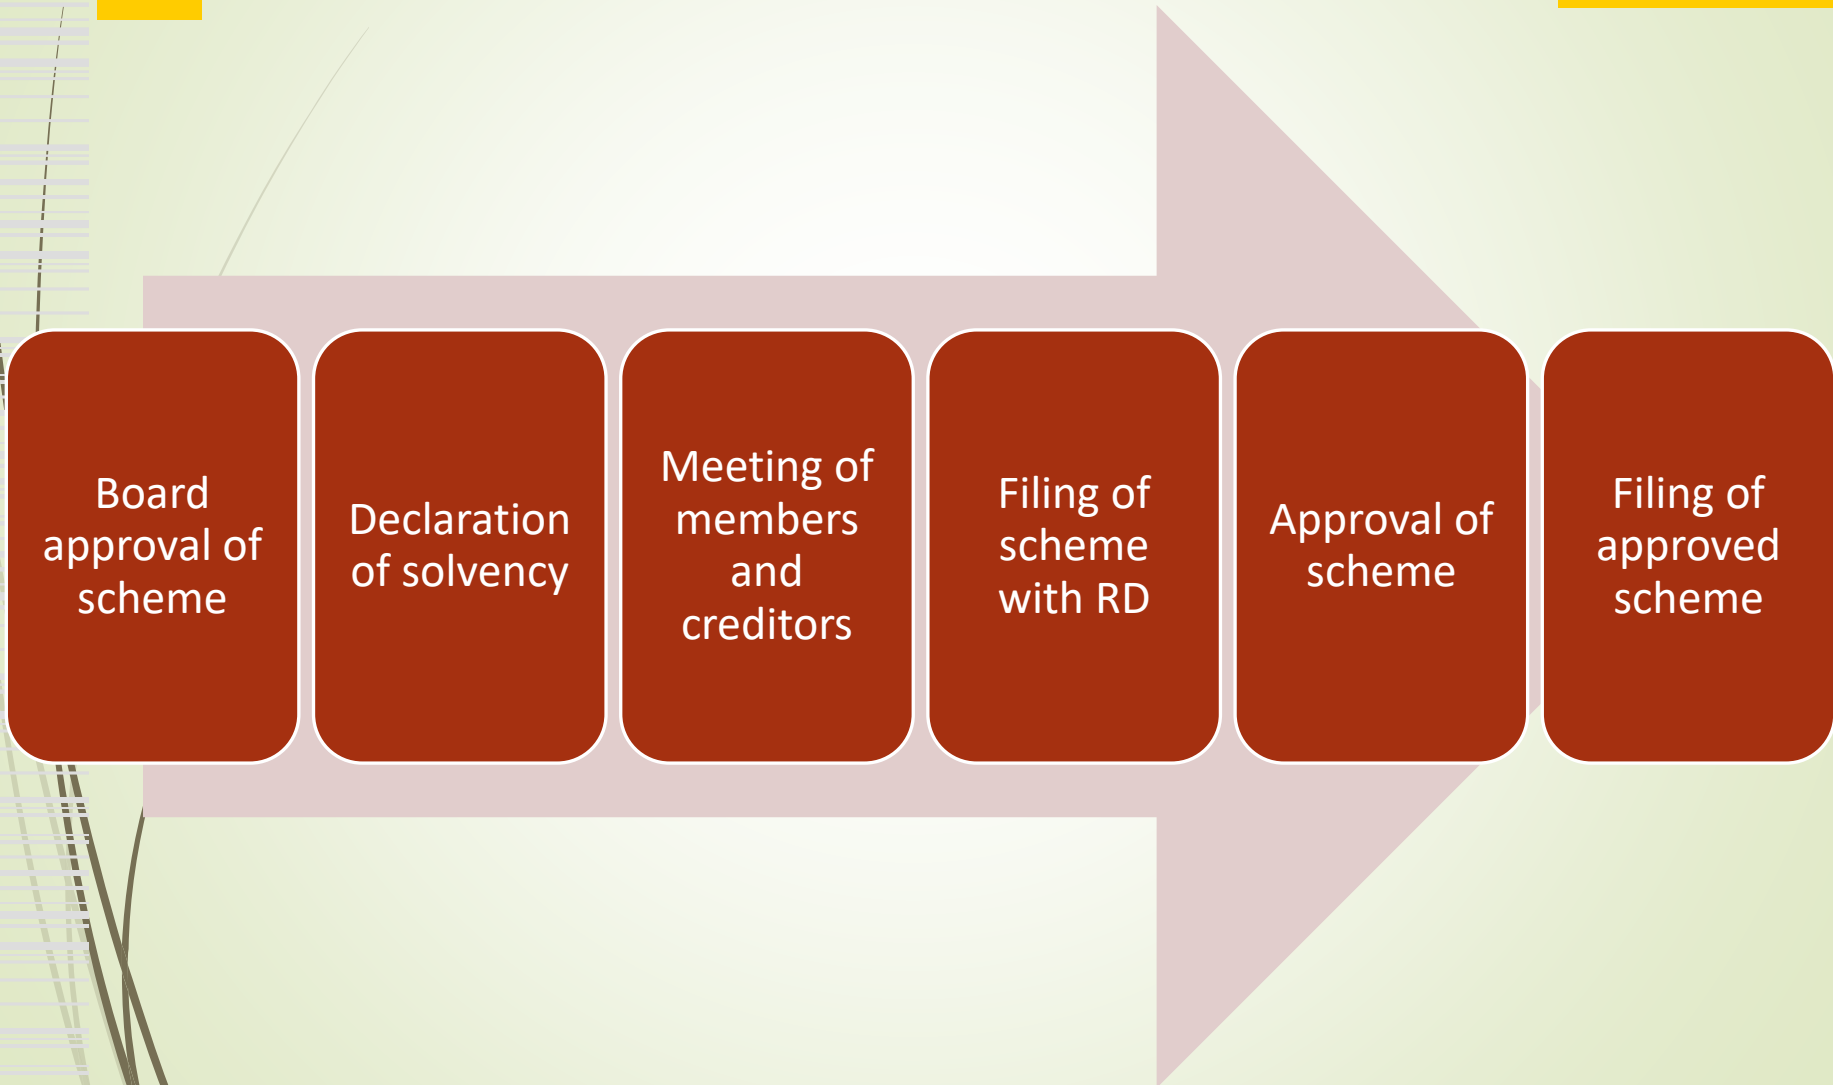 Board
approval of
scheme
Declaration
of solvency
Meeting of
members
and
creditors
Filing of
scheme
with RD
Approval of
scheme
Filing of
approved
scheme